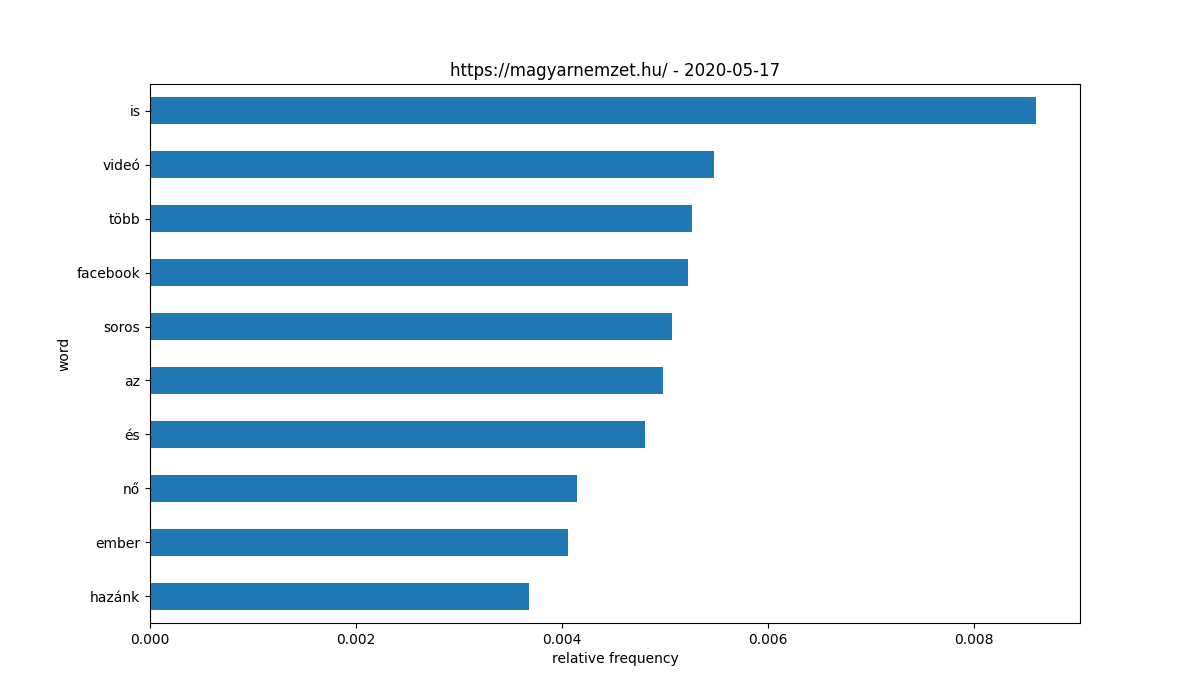 https://magyarnemzet.hu/ - 2020-05-17
word
is
videó
több
facebook
soros
az
és
nő
ember
hazánk
0.000 0.002 0.004 0.006 0.008
relative frequency